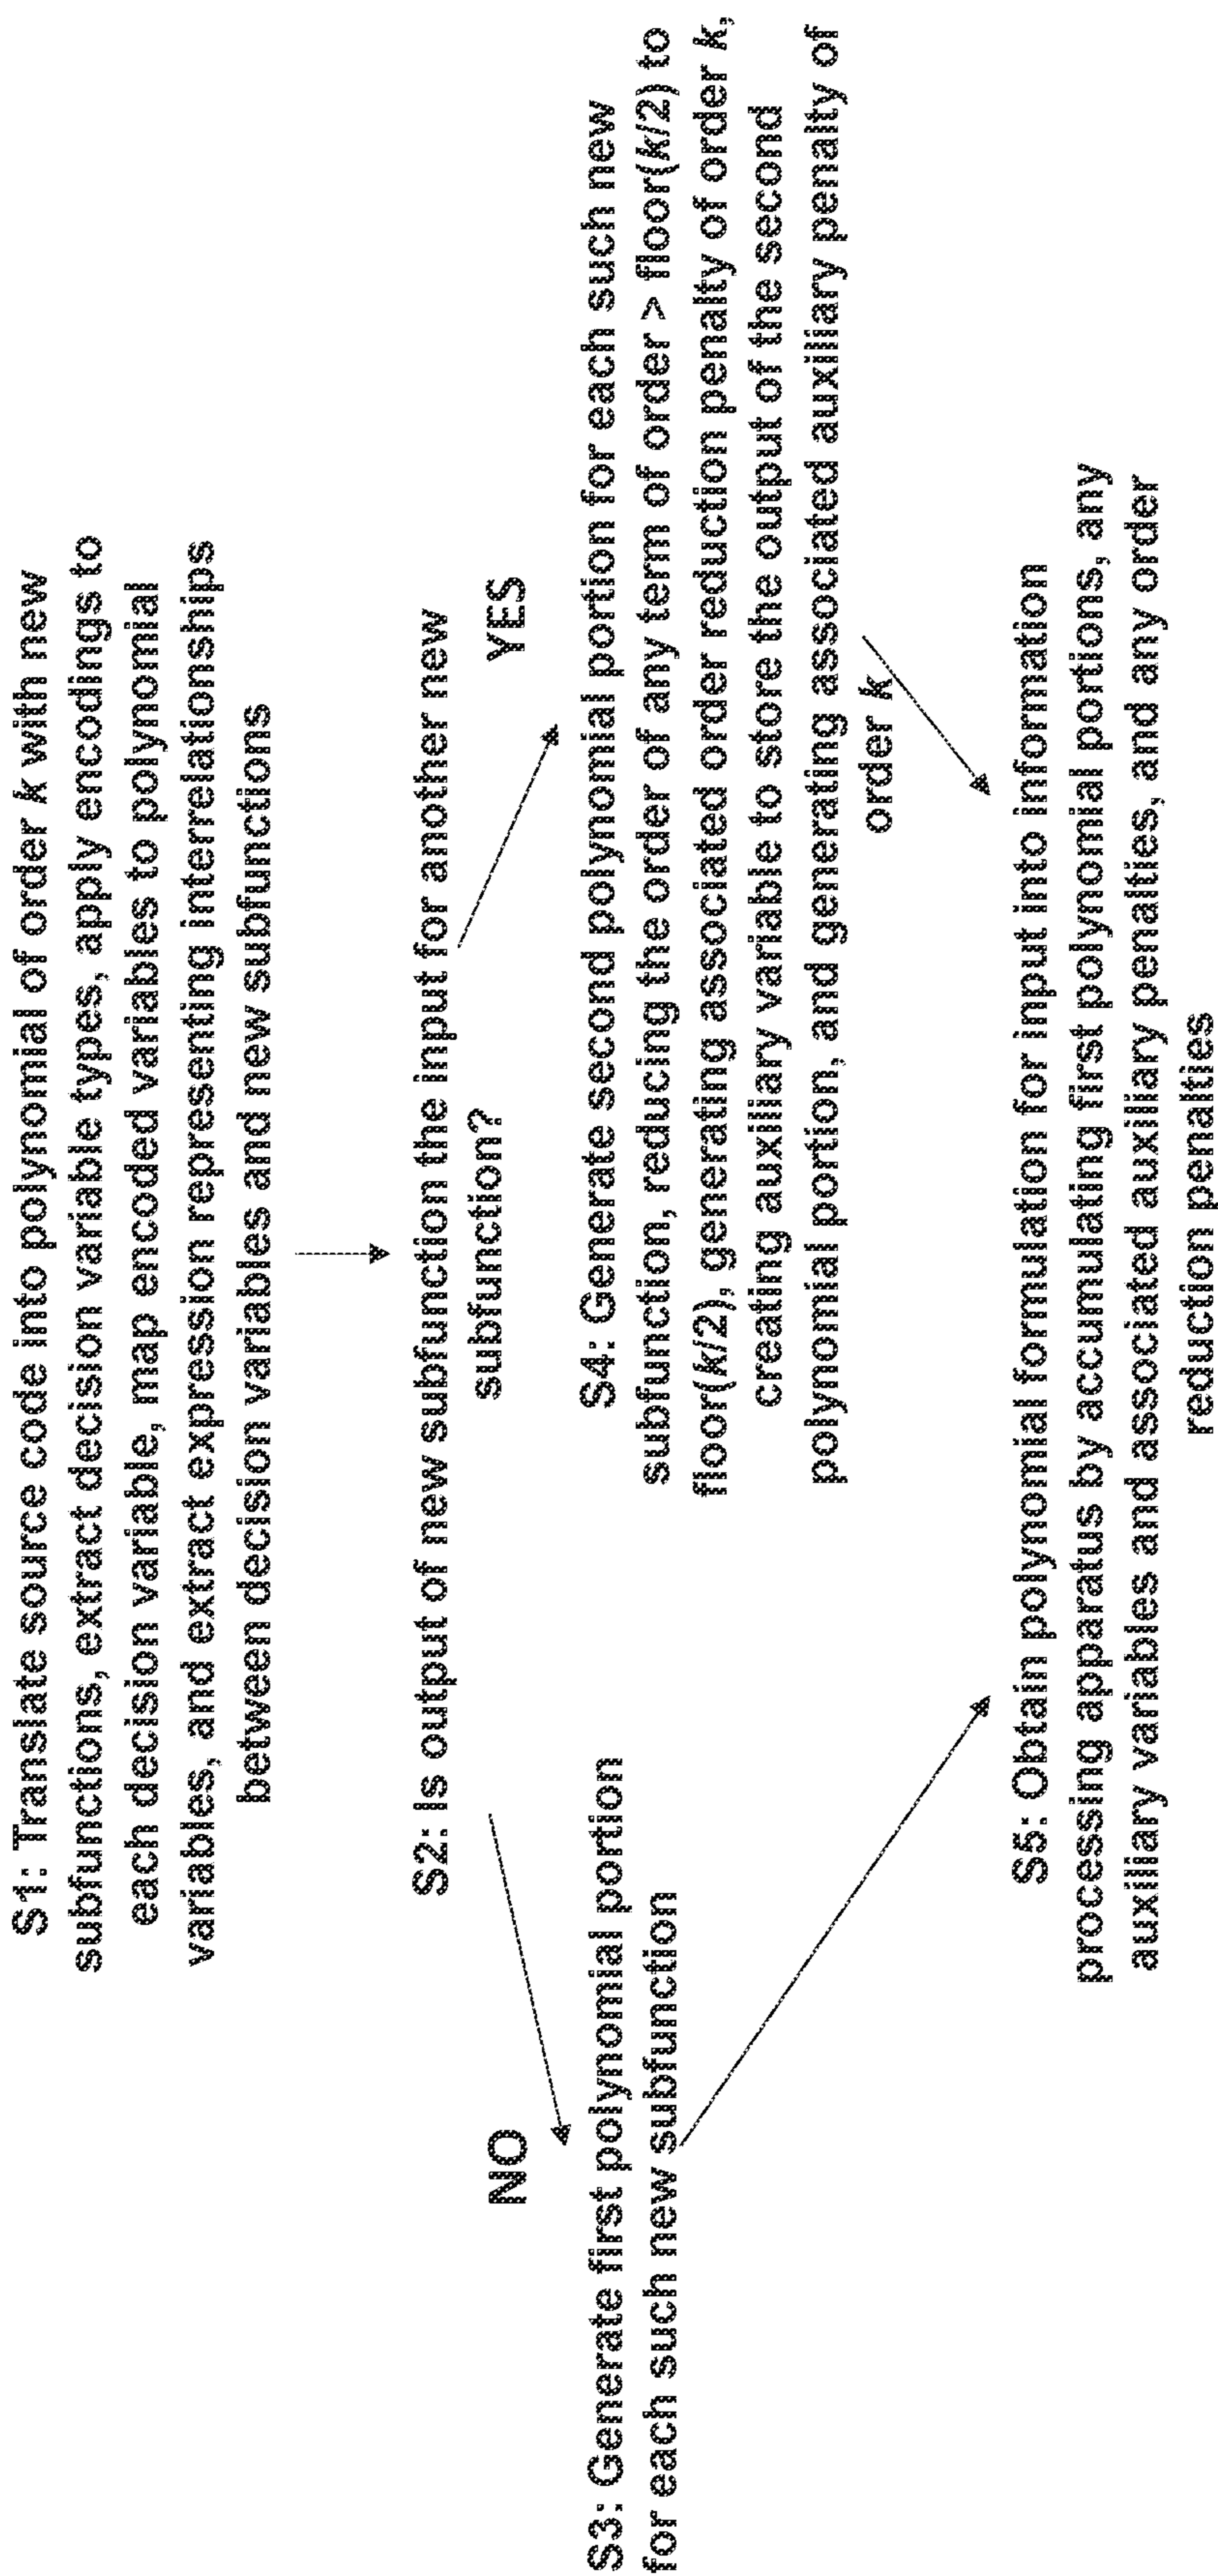 S1: Translate source code into polynomial of order k with new
subfunctions, extract decision variable types, apply encodings to
each decision variable, map encoded variables to polynomial
variables, and extract expression representing interrelationships
between decision variables and new subfunctions
S2: Is output of new subfunction the input for another new
subfunction?
NO
YES
S3: Generate first polynomial portion
for each such new subfunction
S4: Generate second polynomial portion for each such new
subfunction, reducing the order of any term of order > floor(k/2) to
floor(k/2), generating associated order reduction penalty of order k,
creating auxiliary variable to store the output of the second
polynomial portion, and generating associated auxiliary penalty of
order k
S5: Obtain polynomial formulation for input into information
processing apparatus by accumulating first polynomial portions, any
auxiliary variables and associated auxiliary penalties, and any order
reduction penalties